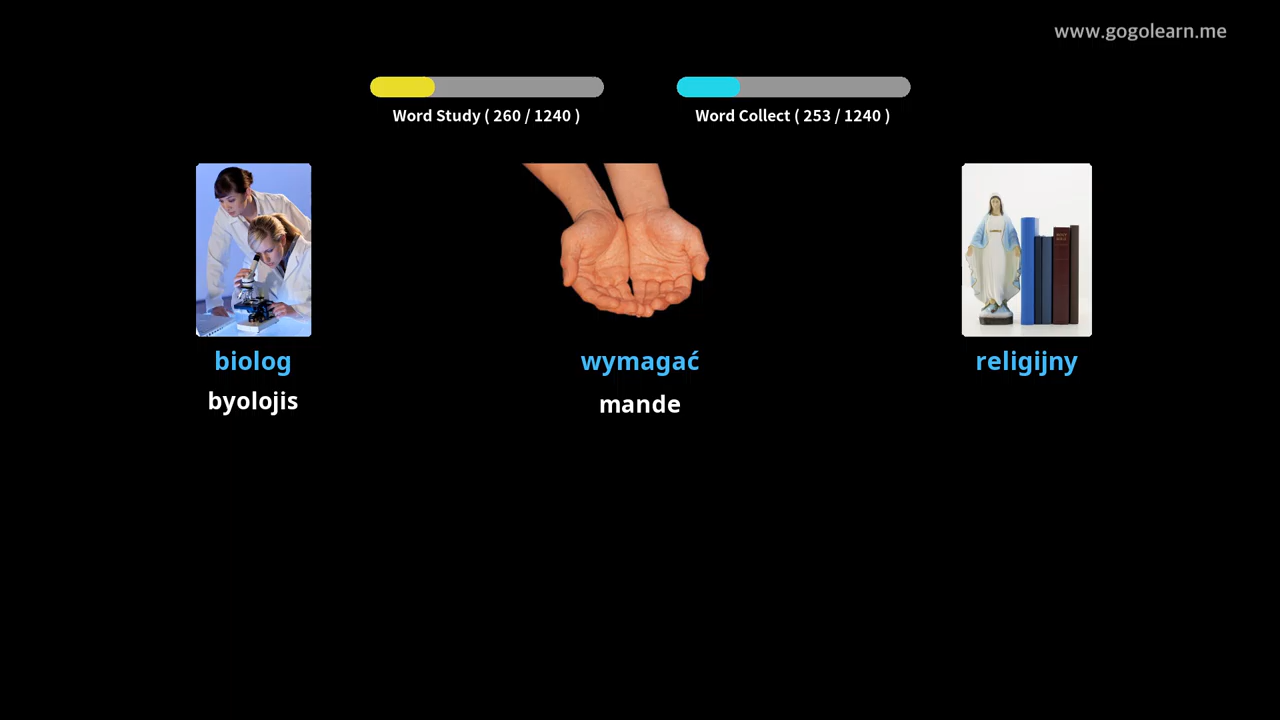 www.gogolearn.me
Word Study ( 260 / 1240 )
Word Collect ( 253 / 1240 )
biolog
wymagać
religijny
byolojis
mande